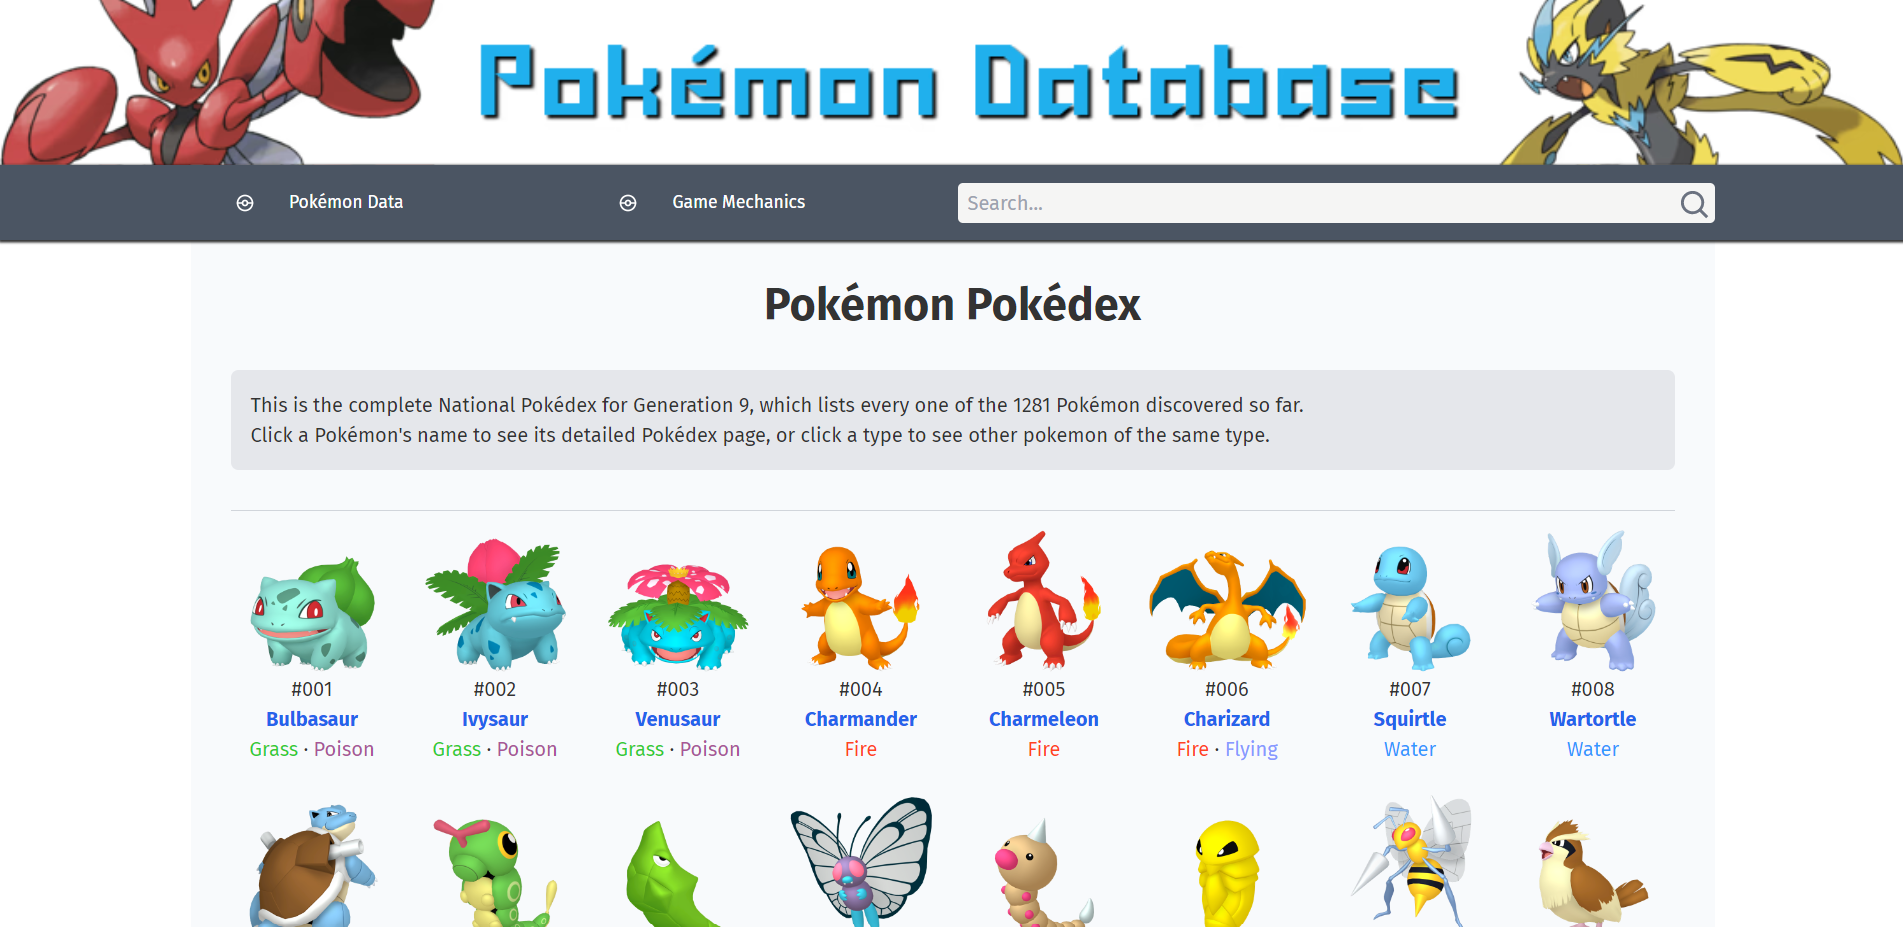 Pokémon Database
Pokémon Data
Game Mechanics
Search...
Pokémon Pokédex
This is the complete National Pokédex for Generation 9, which lists every one of the 1281 Pokémon discovered so far.
Click a Pokémon's name to see its detailed Pokédex page, or click a type to see other pokemon of the same type.
#001
Bulbasaur
Grass · Poison
#002
Ivysaur
Grass · Poison
#003
Venusaur
Grass · Poison
#004
Charmander
Fire
#005
Charmeleon
Fire
#006
Charizard
Fire · Flying
#007
Squirtle
Water
#008
Wartortle
Water